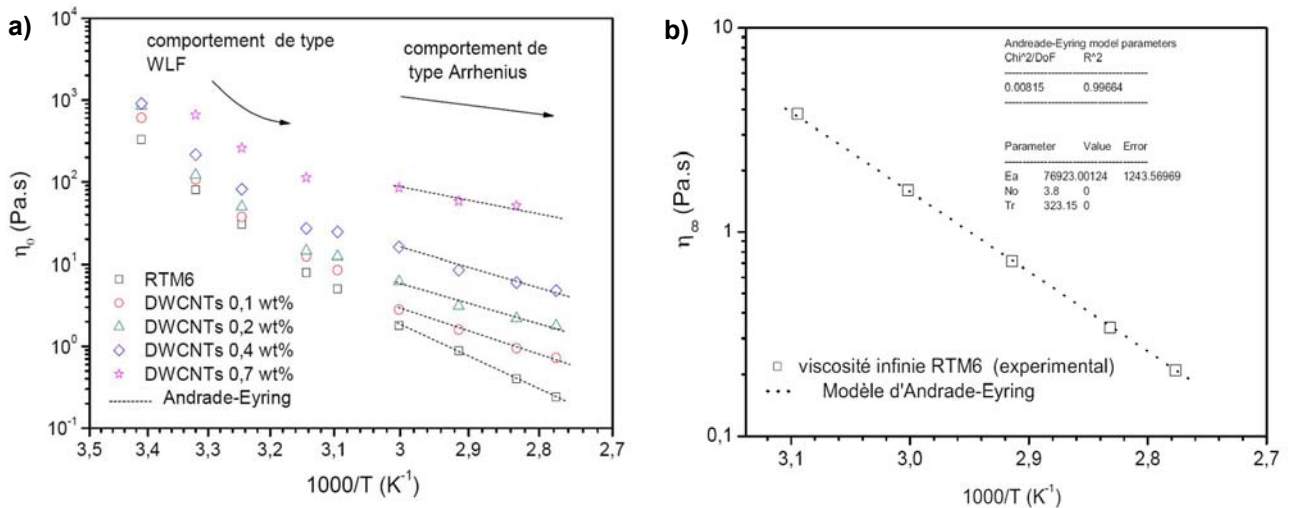 a)
10^4
10^3
10^2
10^1
10^0
10^-1
η₀ (Pa.s)
comportement de type
WLF
comportement de
type Arrhenius
RTM6
DWCNTs 0,1 wt%
DWCNTs 0,2 wt%
DWCNTs 0,4 wt%
DWCNTs 0,7 wt%
Andrade-Eyring
3,5 3,4 3,3 3,2 3,1 3,0 2,9 2,8 2,7
1000/T (K^-1)
b)
10
1
0,1
η∞ (Pa.s)
Andreade-Eyring model parameters
Chi^2/DoF R^2
0.00815 0.99664
Parameter Value Error
Ea 76923.00124 1243.56969
No 3.8 0
Tr 323.15 0
viscosité infinie RTM6 (experimental)
Modèle d'Andrade-Eyring
3,1 3,0 2,9 2,8 2,7
1000/T (K^-1)